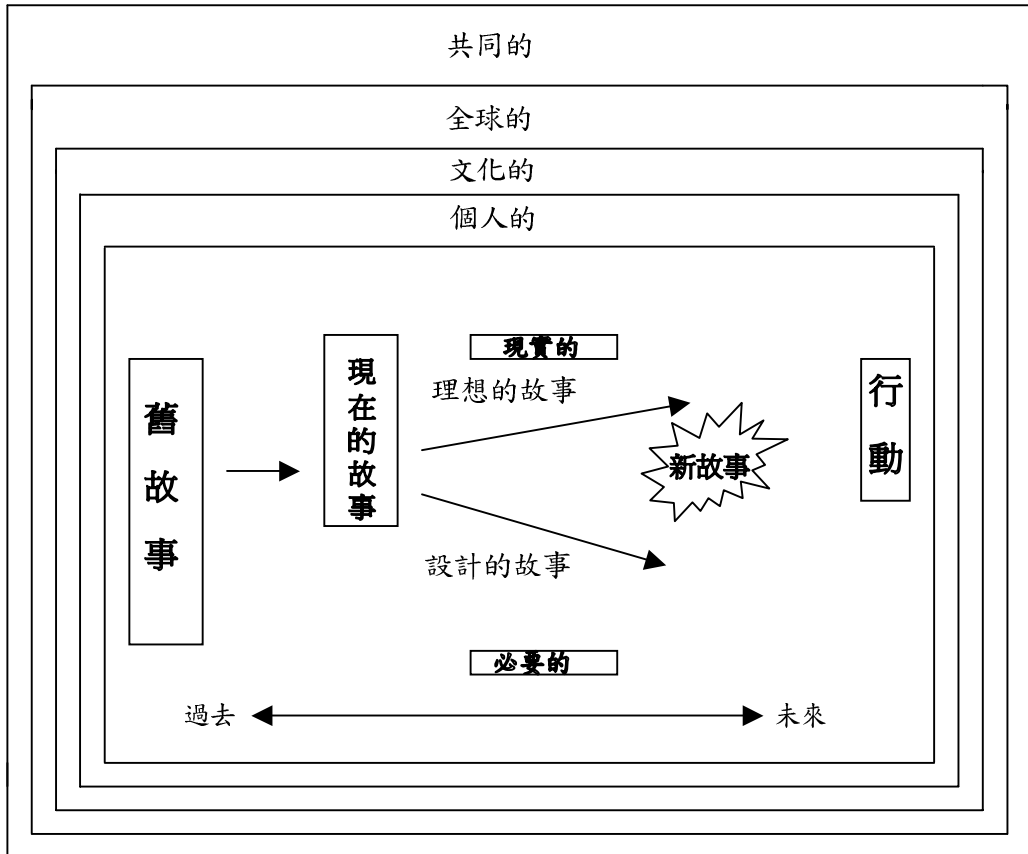 共同的
全球的
文化的
個人的
舊故事
現在的故事
現實的
理想的故事
新故事
設計的故事
必要的
行動
過去
未來